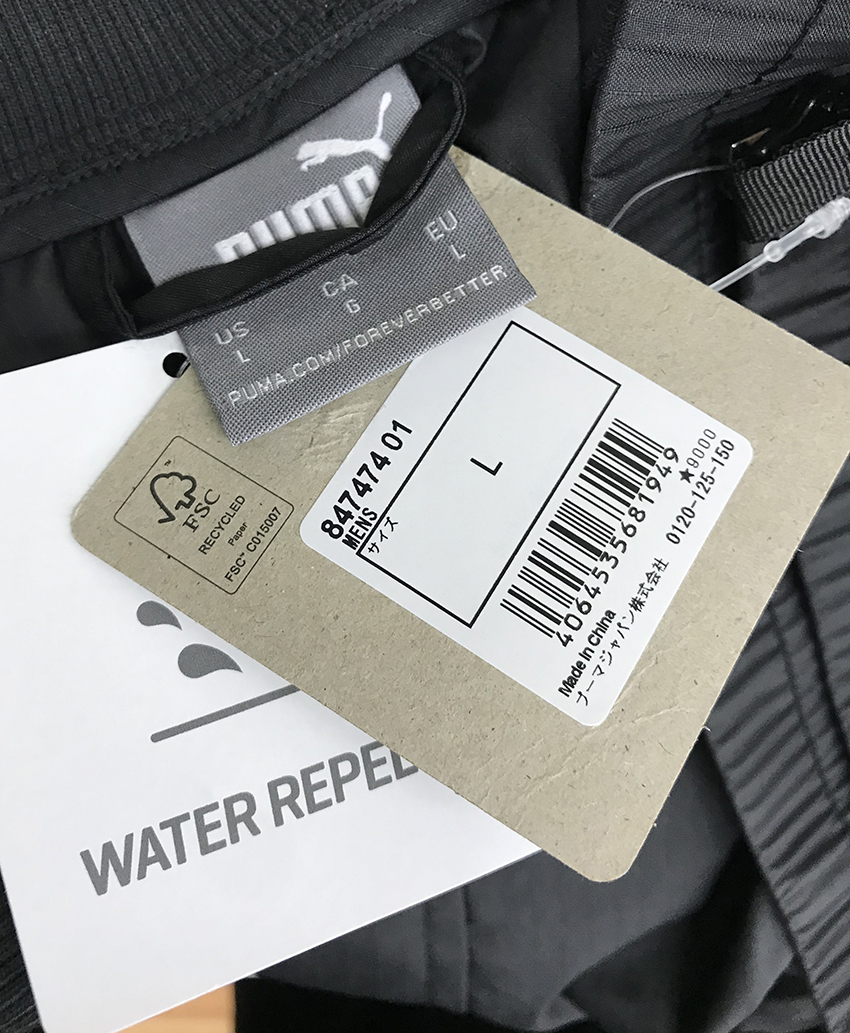 PUMA
US CA EU
L G L
PUMA.COM/FOREVERBETTER
847474 01
MENS
サイズ
L
4064535681949
★9000
Made in China
プーマジャパン株式会社 0120-125-150
™
FSC
RECYCLED
Paper
FSC™ C015007
WATER